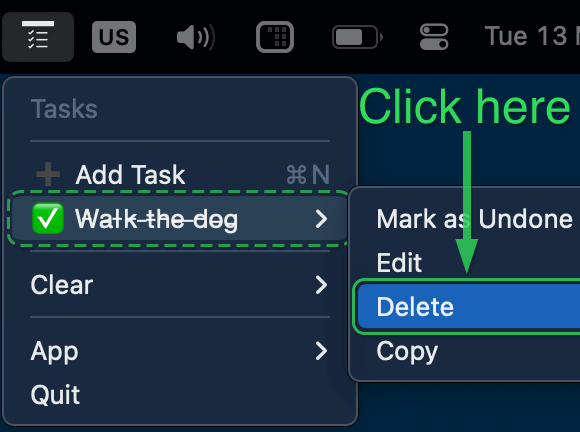 US
Tue 13 M
Click here
Tasks
Add Task ⌘N
Walk the dog
Mark as Undone
Edit
Clear
Delete
App
Copy
Quit